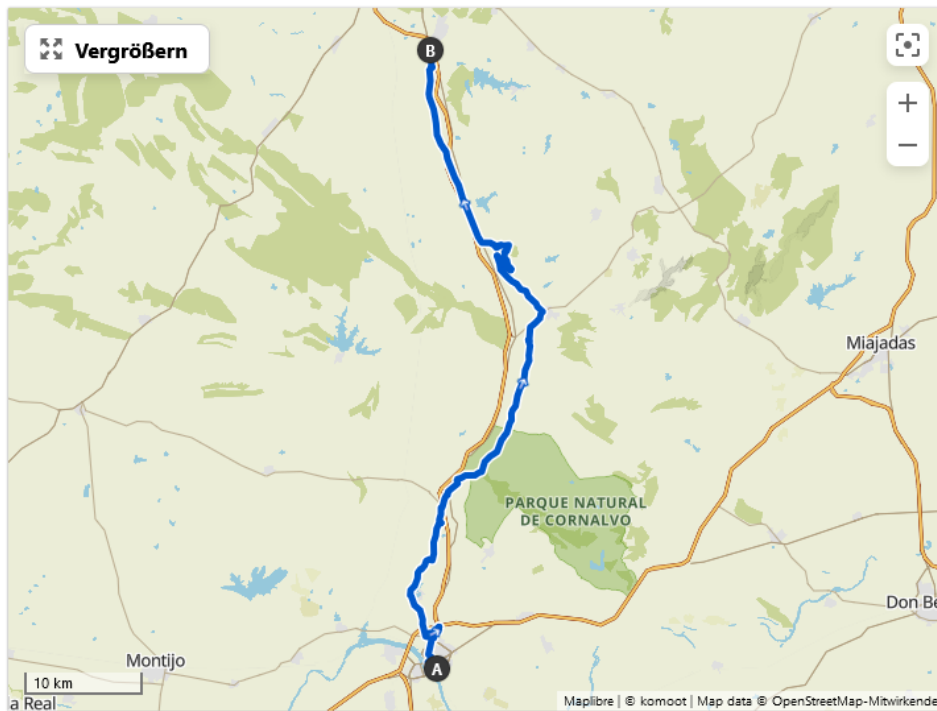 Vergrößern
B
Miajadas
PARQUE NATURAL
DE CORNALVO
Don Be
Montijo
A
10 km
a Real
Maplibre | © komoot | Map data © OpenStreetMap-Mitwirkende